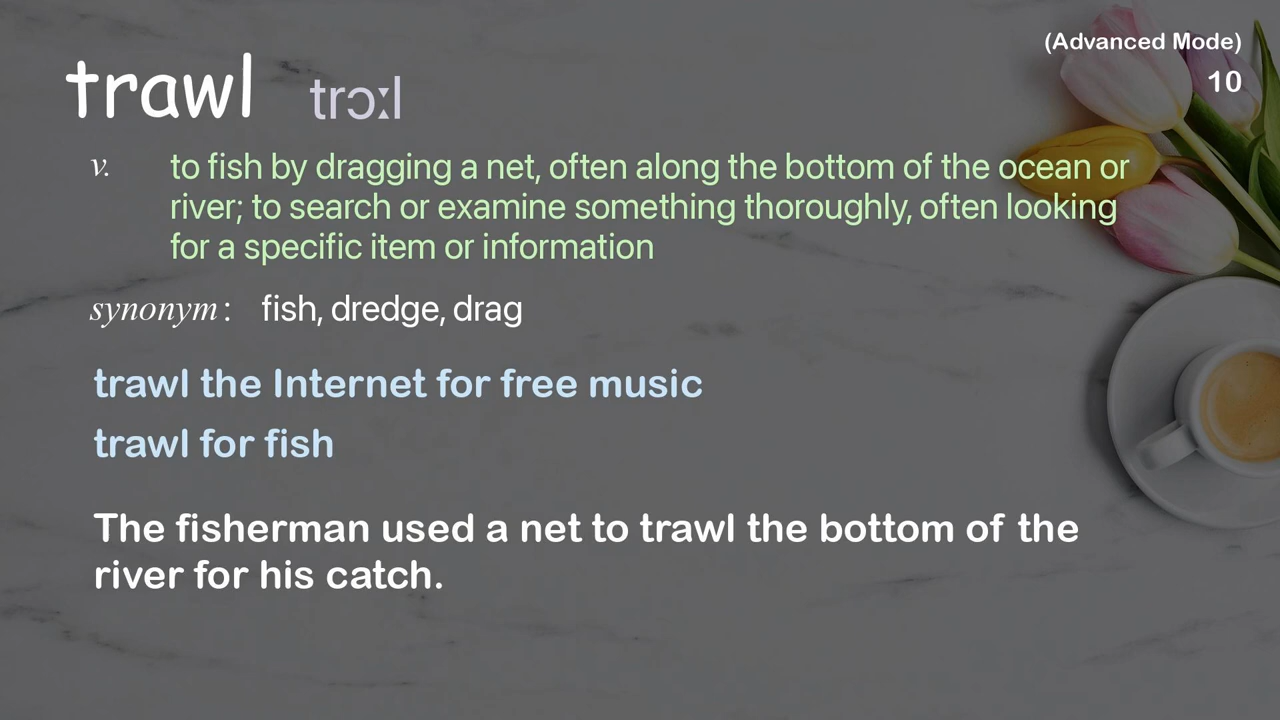 (Advanced Mode)
10
trawl trɔːl
v. to fish by dragging a net, often along the bottom of the ocean or
river; to search or examine something thoroughly, often looking
for a specific item or information
synonym: fish, dredge, drag
trawl the Internet for free music
trawl for fish
The fisherman used a net to trawl the bottom of the
river for his catch.